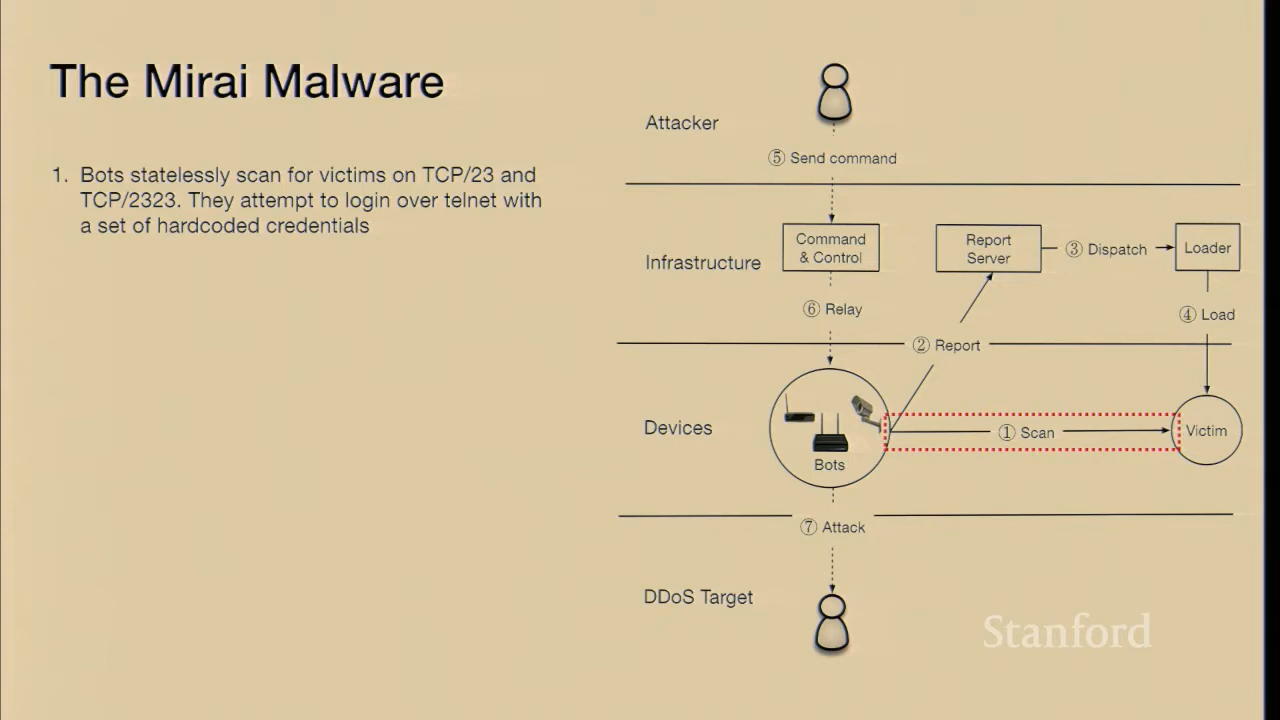 The Mirai Malware
1. Bots statelessly scan for victims on TCP/23 and
TCP/2323. They attempt to login over telnet with
a set of hardcoded credentials
Attacker
⑤ Send command
Infrastructure
Command
& Control
Report
Server
③ Dispatch
Loader
⑥ Relay
④ Load
② Report
Devices
Bots
① Scan
Victim
⑦ Attack
DDoS Target
Stanford